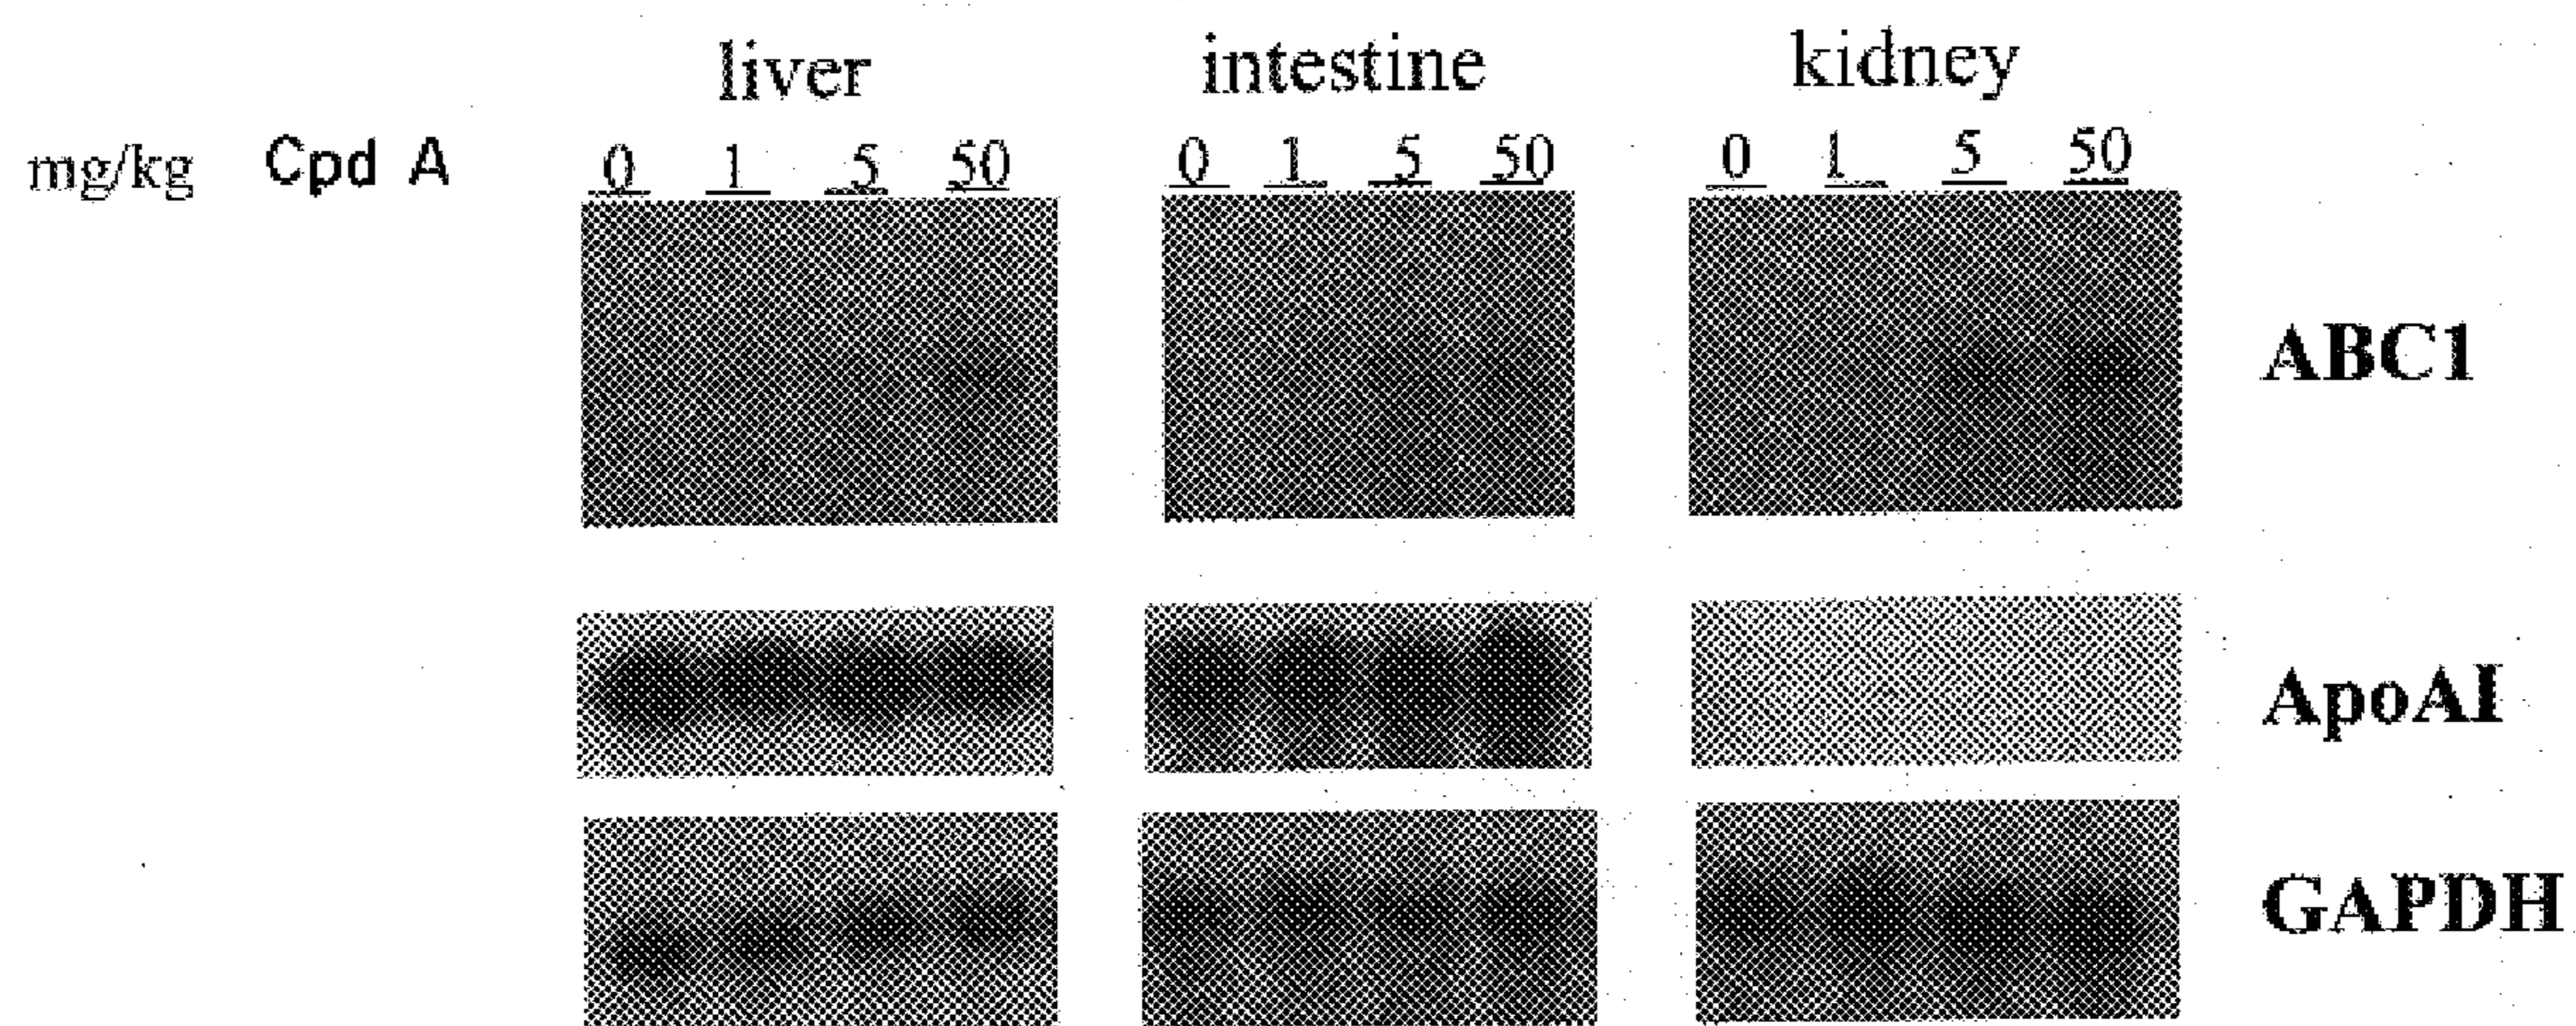 liver intestine kidney
mg/kg Cpd A 0 1 5 50 0 1 5 50 0 1 5 50
ABC1
ApoAI
GAPDH